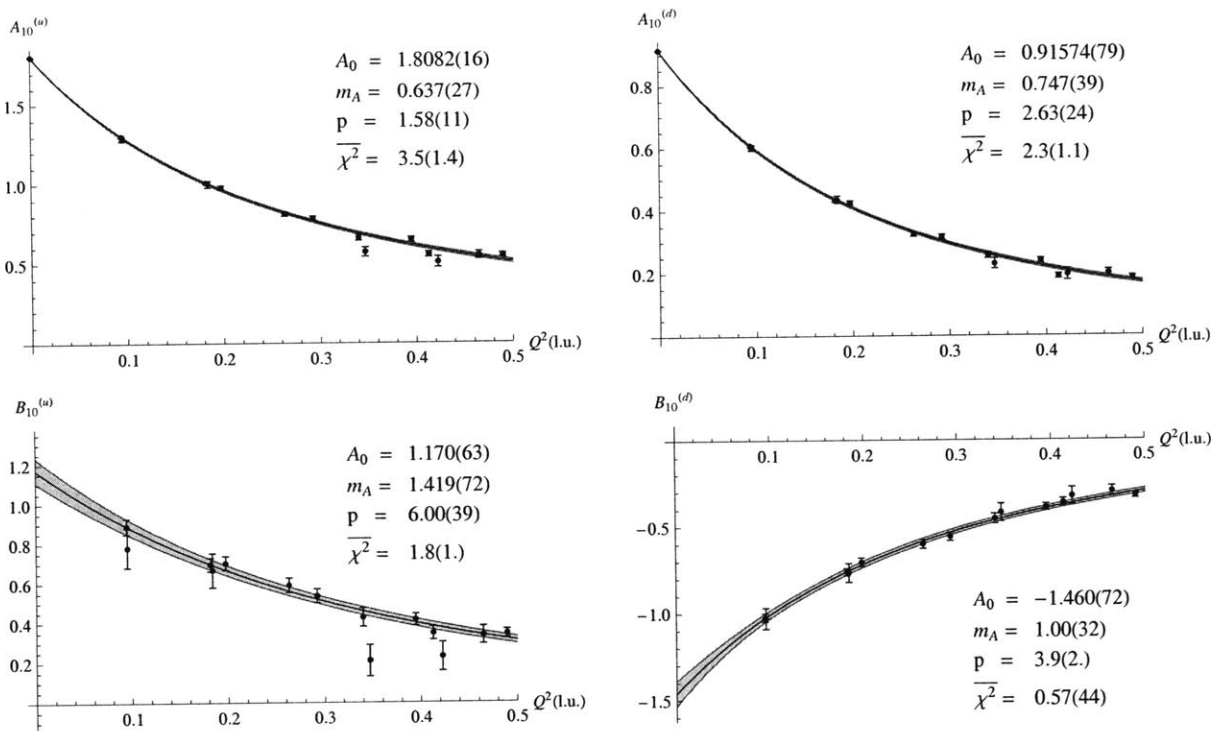 A₁₀⁽ᵘ⁾
1.5
1.0
0.5
A₀ = 1.8082(16)
m_A = 0.637(27)
p = 1.58(11)
χ² = 3.5(1.4)
0.1 0.2 0.3 0.4 0.5
Q²(l.u.)
A₁₀⁽ᵈ⁾
0.8
0.6
0.4
0.2
A₀ = 0.91574(79)
m_A = 0.747(39)
p = 2.63(24)
χ² = 2.3(1.1)
0.1 0.2 0.3 0.4 0.5
Q²(l.u.)
B₁₀⁽ᵘ⁾
1.2
1.0
0.8
0.6
0.4
0.2
A₀ = 1.170(63)
m_A = 1.419(72)
p = 6.00(39)
χ² = 1.8(1.)
0.1 0.2 0.3 0.4 0.5
Q²(l.u.)
B₁₀⁽ᵈ⁾
Q²(l.u.)
0.1 0.2 0.3 0.4 0.5
−0.5
−1.0
−1.5
A₀ = −1.460(72)
m_A = 1.00(32)
p = 3.9(2.)
χ² = 0.57(44)